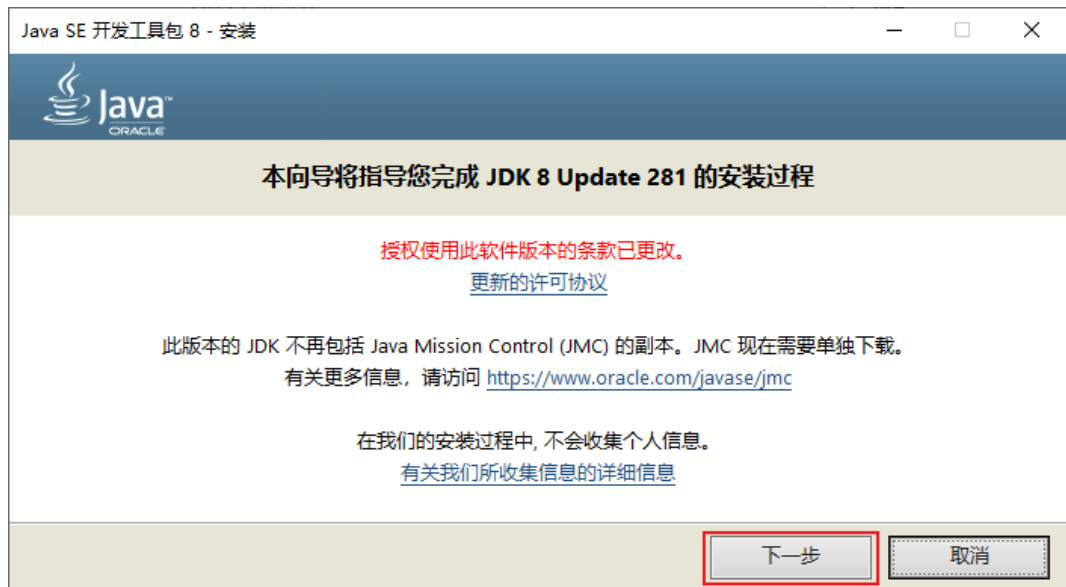 Java SE 开发工具包 8 - 安装
Java™
ORACLE
本向导将指导您完成 JDK 8 Update 281 的安装过程
授权使用此软件版本的条款已更改。
更新的许可协议
此版本的 JDK 不再包括 Java Mission Control (JMC) 的副本。JMC 现在需要单独下载。
有关更多信息，请访问 https://www.oracle.com/javase/jmc
在我们的安装过程中, 不会收集个人信息。
有关我们所收集信息的详细信息
下一步 取消